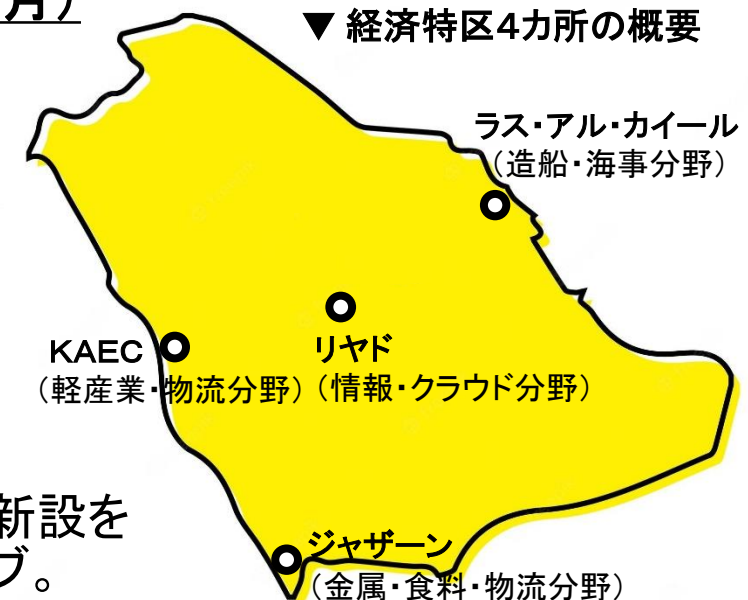 月）
▼ 経済特区4カ所の概要
ラス・アル・カイール
（造船・海事分野）
KAEC
（軽産業・物流分野）
リヤド
（情報・クラウド分野）
新設を
ブ。
ジャザーン
（金属・食料・物流分野）